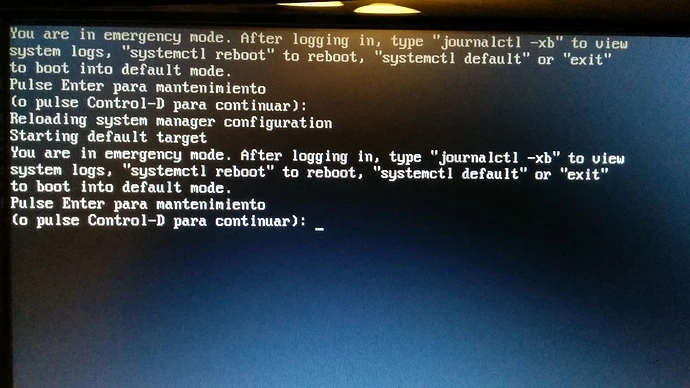 You are in emergency mode. After logging in, type "journalctl -xb" to view
system logs, "systemctl reboot" to reboot, "systemctl default" or "exit"
to boot into default mode.
Pulse Enter para mantenimiento
(o pulse Control-D para continuar):
Reloading system manager configuration
Starting default target
You are in emergency mode. After logging in, type "journalctl -xb" to view
system logs, "systemctl reboot" to reboot, "systemctl default" or "exit"
to boot into default mode.
Pulse Enter para mantenimiento
(o pulse Control-D para continuar): _